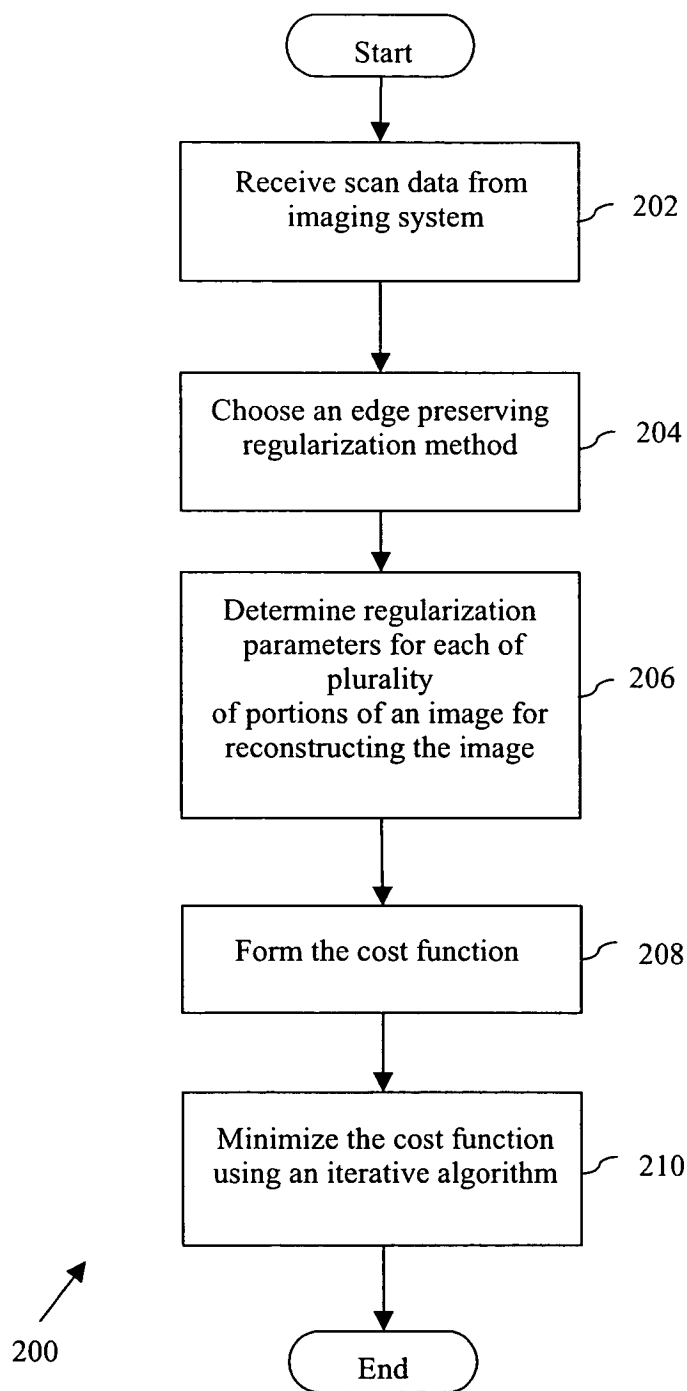 Start
Receive scan data from
imaging system
202
Choose an edge preserving
regularization method
204
Determine regularization
parameters for each of
plurality
of portions of an image for
reconstructing the image
206
Form the cost function
208
Minimize the cost function
using an iterative algorithm
210
200
End